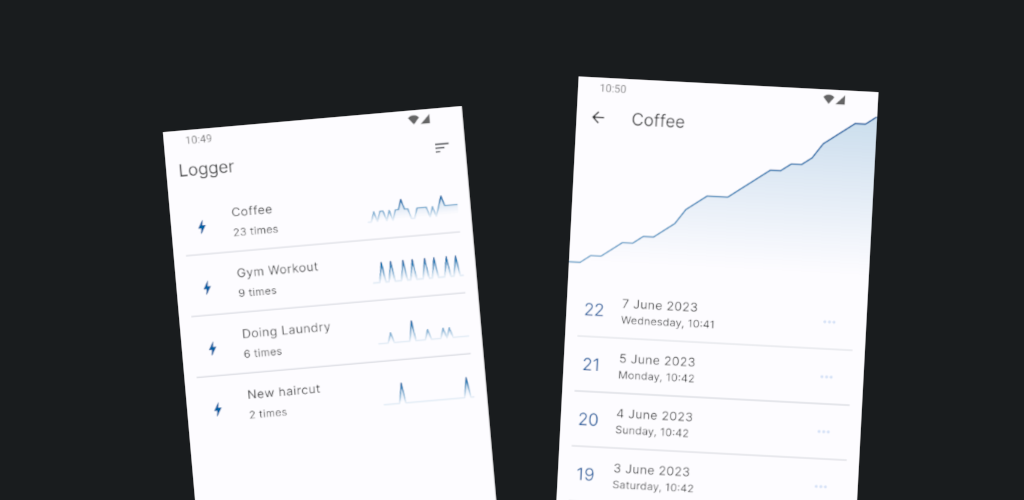 10:49
Logger
Coffee
23 times
Gym Workout
9 times
Doing Laundry
6 times
New haircut
2 times
10:50
Coffee
22
7 June 2023
Wednesday, 10:41
21
5 June 2023
Monday, 10:42
20
4 June 2023
Sunday, 10:42
19
3 June 2023
Saturday, 10:42